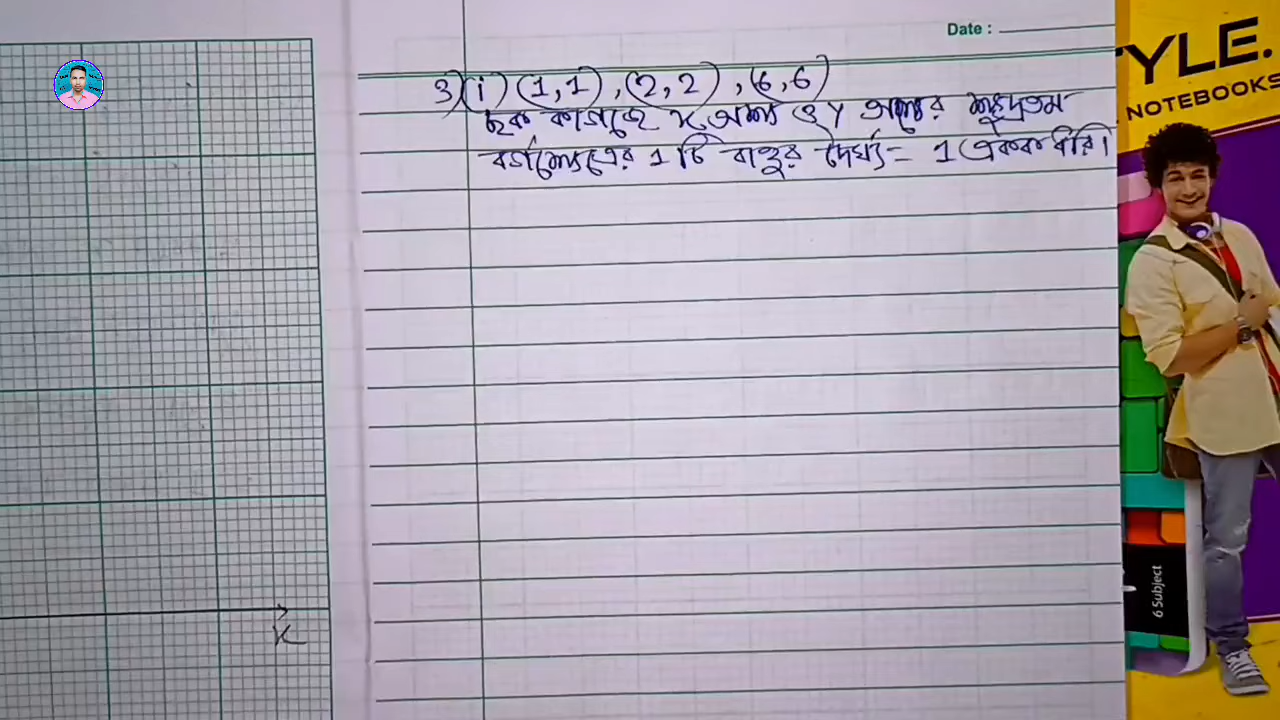 Date :
TYLE.
NOTEBOOKS
3) (i) (1,1) , (2,2) , (6,6)
ছক কাগজে x অক্ষ ও Y অক্ষের ক্ষুদ্রতম
বর্গক্ষেত্রের 1 টি বাহুর দৈর্ঘ্য = 1 একক ধরি।
x
6 Subject